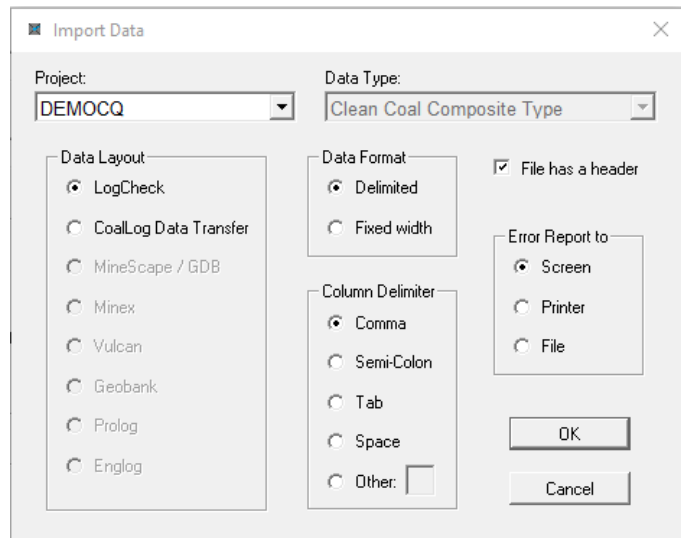 Import Data
Project:
DEMOCQ
Data Type:
Clean Coal Composite Type
Data Layout
LogCheck
CoalLog Data Transfer
MineScape / GDB
Minex
Vulcan
Geobank
Prolog
Englog
Data Format
Delimited
Fixed width
Column Delimiter
Comma
Semi-Colon
Tab
Space
Other:
File has a header
Error Report to
Screen
Printer
File
OK
Cancel